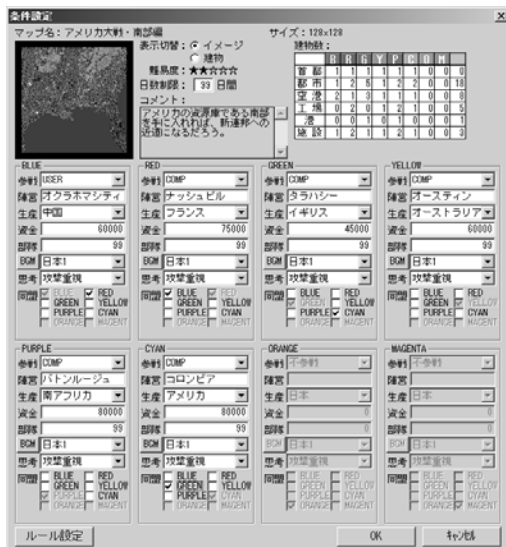 条件設定
マップ名：アメリカ大戦・南部編
サイズ：128x128
表示切替： イメージ
建物
難易度：★★☆☆☆
日数制限： 99 日間
コメント：
アメリカの資源庫である南部
を手に入れれば、新連邦への
近道になるだろう。
建物数：
B R G Y P C O M
首都 1 1 1 1 1 1 0 0
都市 1 2 5 1 2 2 0 0 18
空港 2 1 3 1 1 0 0
工場 0 2 0 1 2 0 0
港 0 0 1 0 1 0 0 0
施設 1 2 1 1 2 1 0 0 3
BLUE
参戦 USER
陣営 オクラホマシティ
生産 中国
資金 60000
部隊 99
BGM 日本1
思考 攻撃重視
同盟 BLUE RED
GREEN YELLOW
PURPLE CYAN
ORANGE MAGENT
RED
参戦 COMP
陣営 ナッシュビル
生産 フランス
資金 75000
部隊 99
BGM 日本1
思考 攻撃重視
同盟 BLUE RED
GREEN YELLOW
PURPLE CYAN
ORANGE MAGENT
GREEN
参戦 COMP
陣営 タラハシー
生産 イギリス
資金 45000
部隊 99
BGM 日本1
思考 攻撃重視
同盟 BLUE RED
GREEN YELLOW
PURPLE CYAN
ORANGE MAGENT
YELLOW
参戦 COMP
陣営 オースティン
生産 オーストラリア
資金 60000
部隊 99
BGM 日本1
思考 攻撃重視
同盟 BLUE RED
GREEN YELLOW
PURPLE CYAN
ORANGE MAGENT
PURPLE
参戦 COMP
陣営 バトンルージュ
生産 南アフリカ
資金 80000
部隊 99
BGM 日本1
思考 攻撃重視
同盟 BLUE RED
GREEN YELLOW
PURPLE CYAN
ORANGE MAGENT
CYAN
参戦 COMP
陣営 コロンビア
生産 アメリカ
資金 80000
部隊 99
BGM 日本1
思考 攻撃重視
同盟 BLUE RED
GREEN YELLOW
PURPLE CYAN
ORANGE MAGENT
ORANGE
参戦 不参戦
陣営
生産 日本
資金 0
部隊 0
BGM 日本1
思考 攻撃重視
同盟 BLUE RED
GREEN YELLOW
PURPLE CYAN
ORANGE MAGENT
MAGENTA
参戦 不参戦
陣営
生産 日本
資金 0
部隊 0
BGM 日本1
思考 攻撃重視
同盟 BLUE RED
GREEN YELLOW
PURPLE CYAN
ORANGE MAGENT
ルール設定
OK
キャンセル